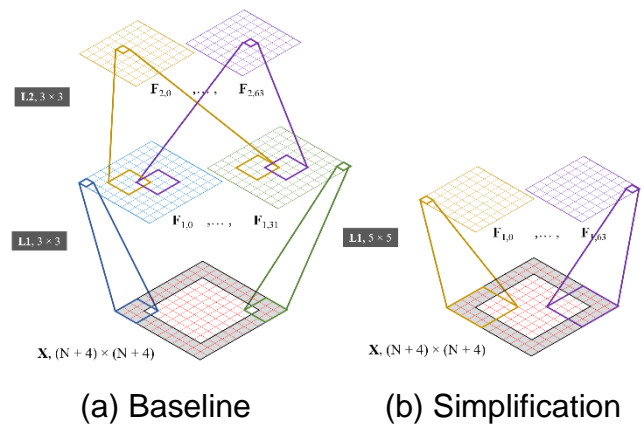 L2, 3 × 3
F2,0 ,… , F2,63
L1, 3 × 3
F1,0 ,… , F1,31
X, (N + 4) × (N + 4)
(a) Baseline
L1, 5 × 5
F1,0 ,… , F1,63
X, (N + 4) × (N + 4)
(b) Simplification